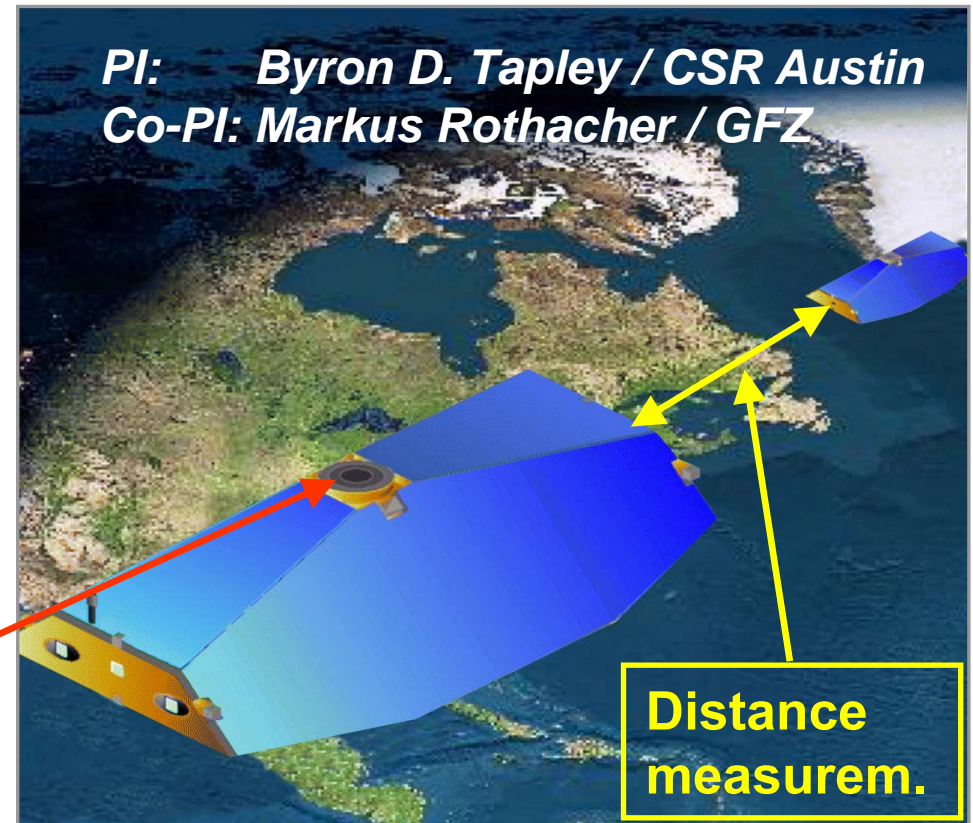 PI: Byron D. Tapley / CSR Austin
Co-PI: Markus Rothacher / GFZ
Distance
measurem.